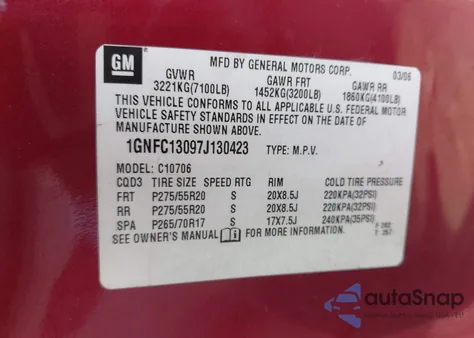 GM
MFD BY GENERAL MOTORS CORP. 03/06
GVWR GAWR FRT GAWR RR
3221KG(7100LB) 1452KG(3200LB) 1860KG(4100LB)
THIS VEHICLE CONFORMS TO ALL APPLICABLE U.S. FEDERAL MOTOR
VEHICLE SAFETY STANDARDS IN EFFECT ON THE DATE OF
MANUFACTURE SHOWN ABOVE.
1GNFC13097J130423 TYPE: M.P.V.
MODEL: C10706
CQD3 TIRE SIZE SPEED RTG RIM COLD TIRE PRESSURE
FRT P275/55R20 S 20X8.5J 220KPA(32PSI)
RR P275/55R20 S 20X8.5J 220KPA(32PSI)
SPA P265/70R17 S 17X7.5J 240KPA(35PSI)
SEE OWNER'S MANUAL FOR MORE INFORMATION.
autoSnap